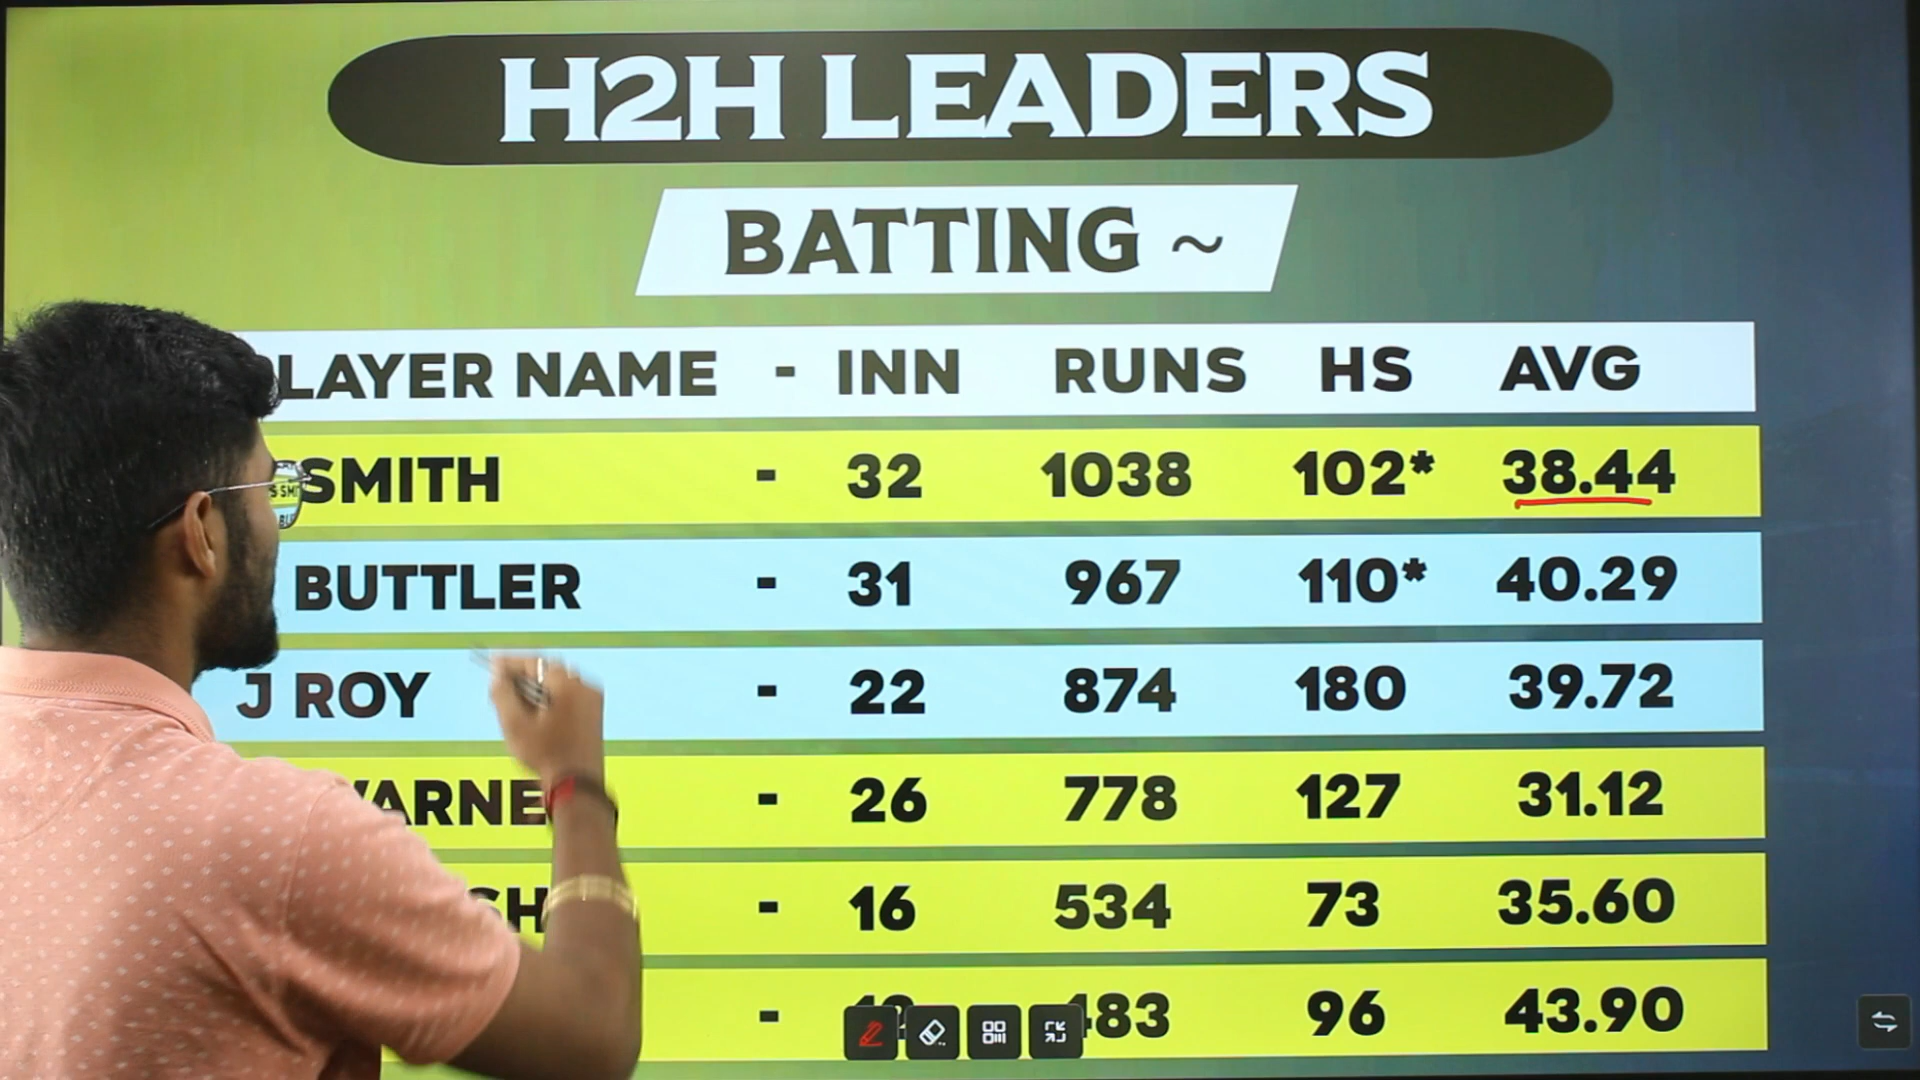 H2H LEADERS
BATTING ~
LAYER NAME - INN RUNS HS AVG
SMITH - 32 1038 102* 38.44
BUTTLER - 31 967 110* 40.29
J ROY - 22 874 180 39.72
ARNE - 26 778 127 31.12
SH - 16 534 73 35.60
- 483 96 43.90